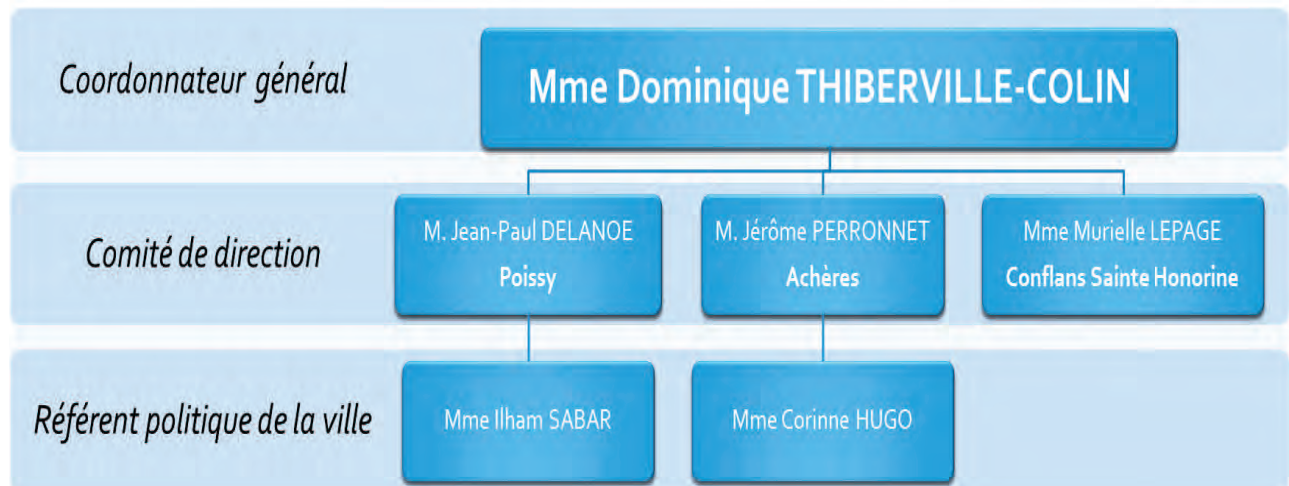 Coordonnateur général
Mme Dominique THIBERVILLE-COLIN
Comité de direction
M. Jean-Paul DELANOE
Poissy
M. Jérôme PERRONNET
Achères
Mme Murielle LEPAGE
Conflans Sainte Honorine
Référent politique de la ville
Mme Ilham SABAR
Mme Corinne HUGO